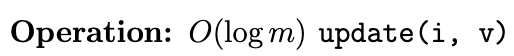 Operation: O(log m) update(i, v)